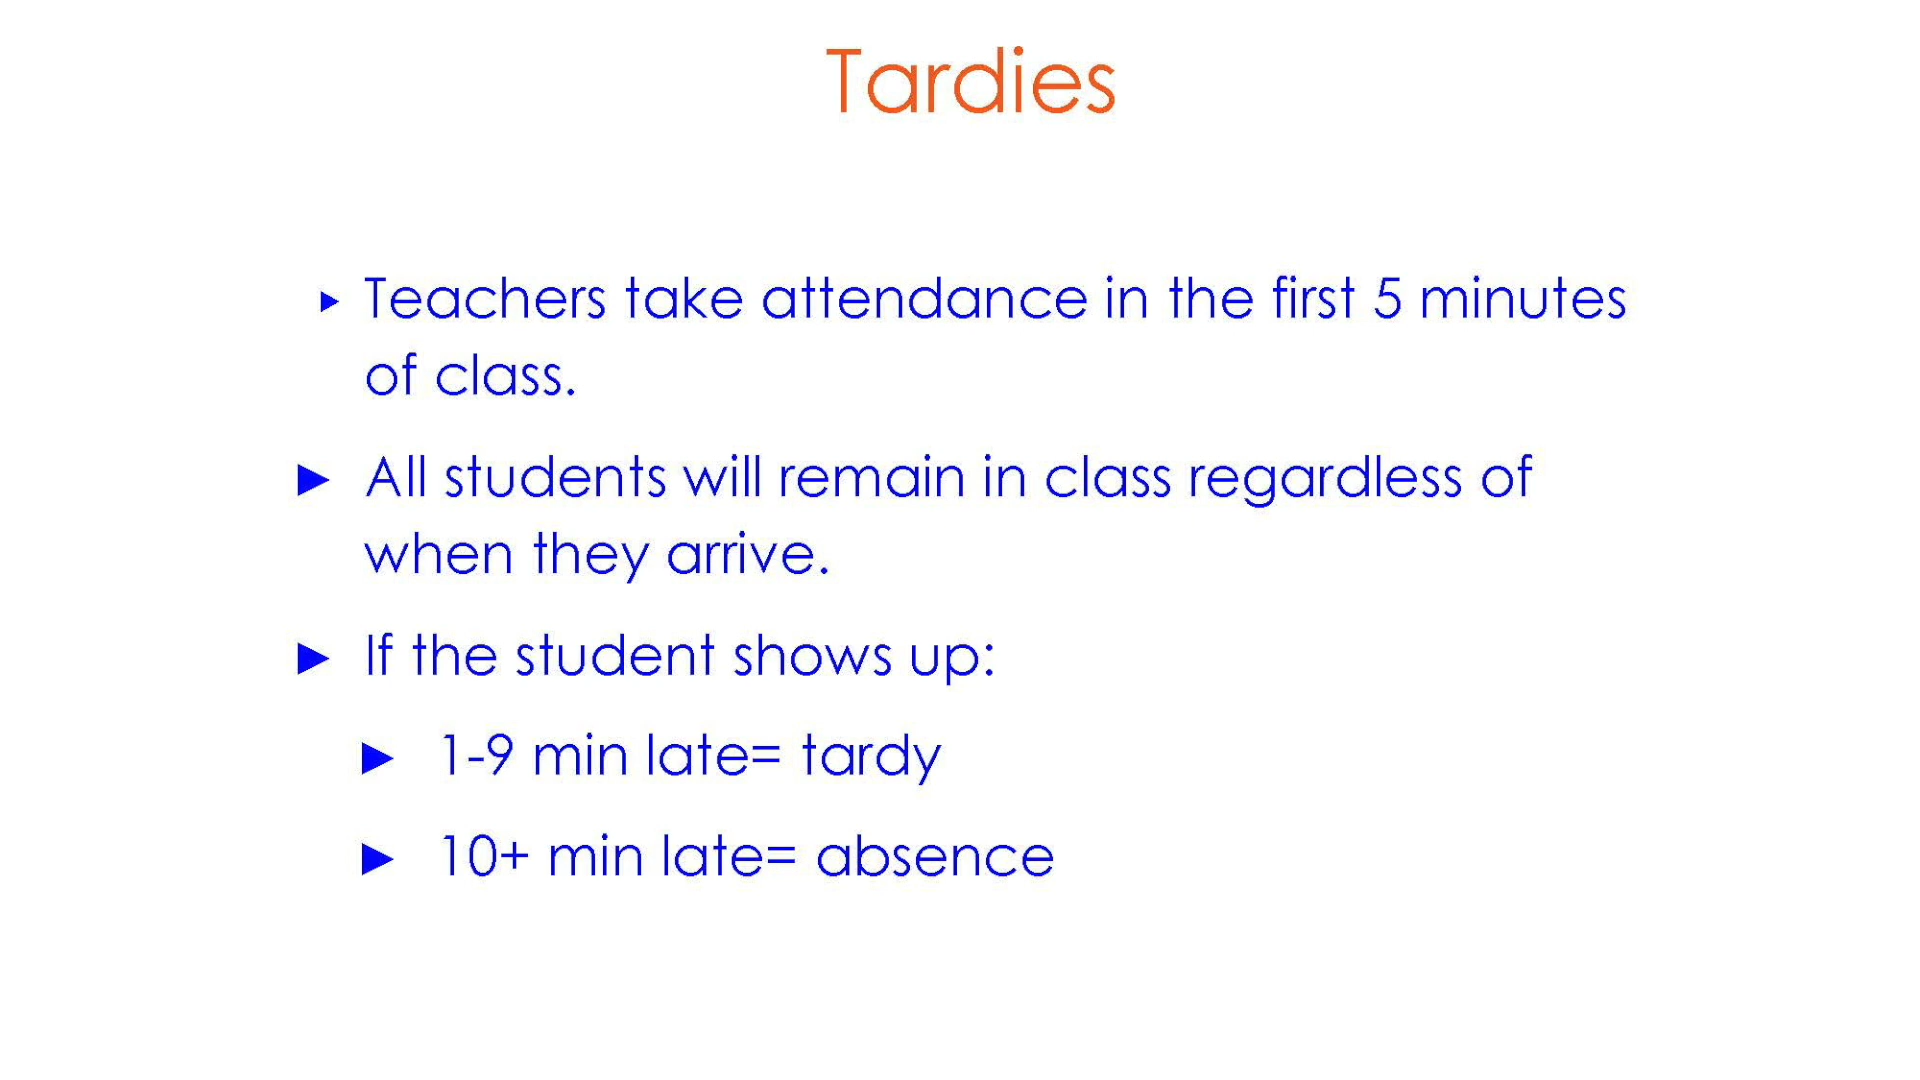 Tardies
▸ Teachers take attendance in the first 5 minutes
of class.
► All students will remain in class regardless of
when they arrive.
► If the student shows up:
► 1-9 min late= tardy
► 10+ min late= absence